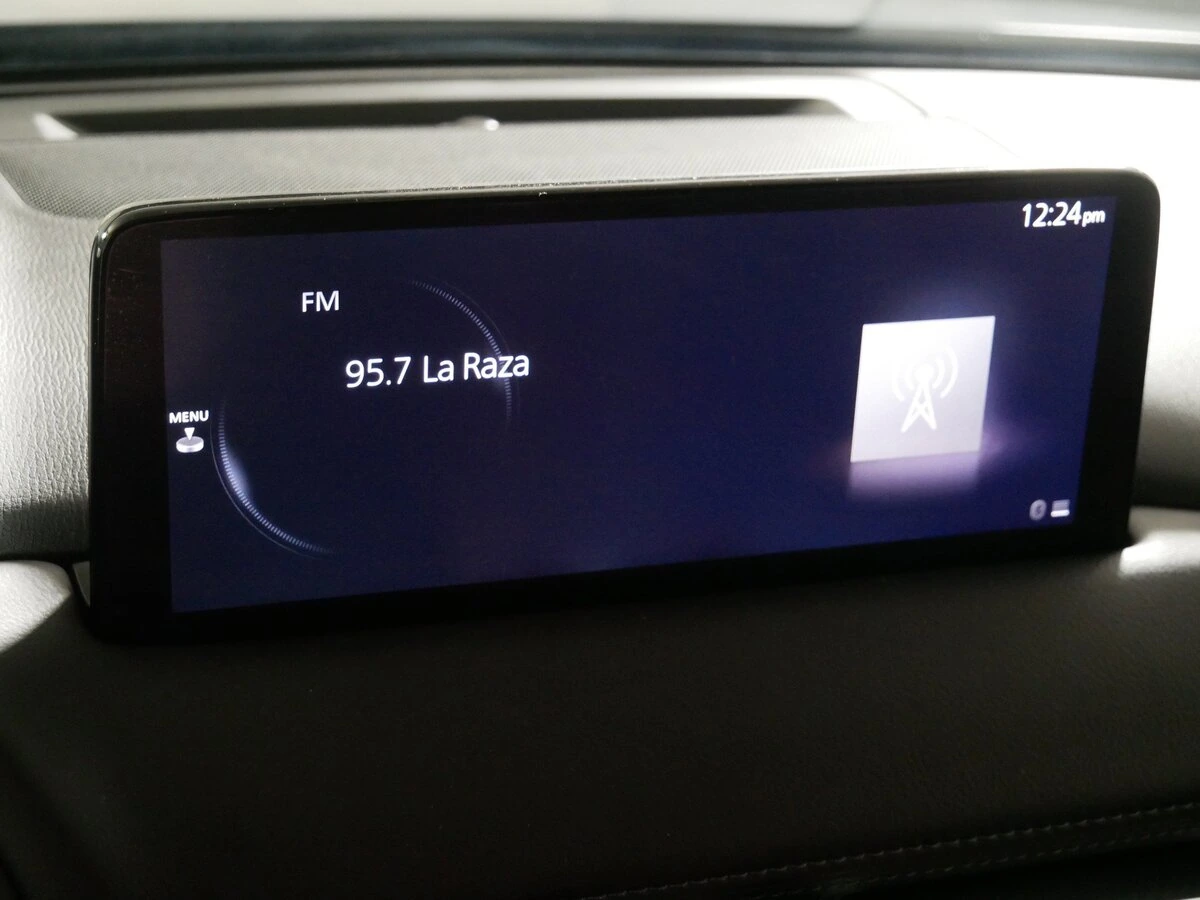 12:24pm
FM
95.7 La Raza
MENU